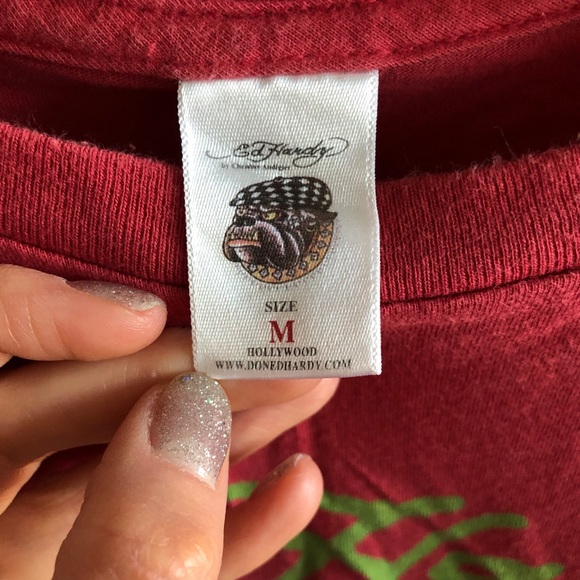 Ed Hardy
by Christian Audigier
SIZE
M
HOLLYWOOD
WWW.DONEDHARDY.COM